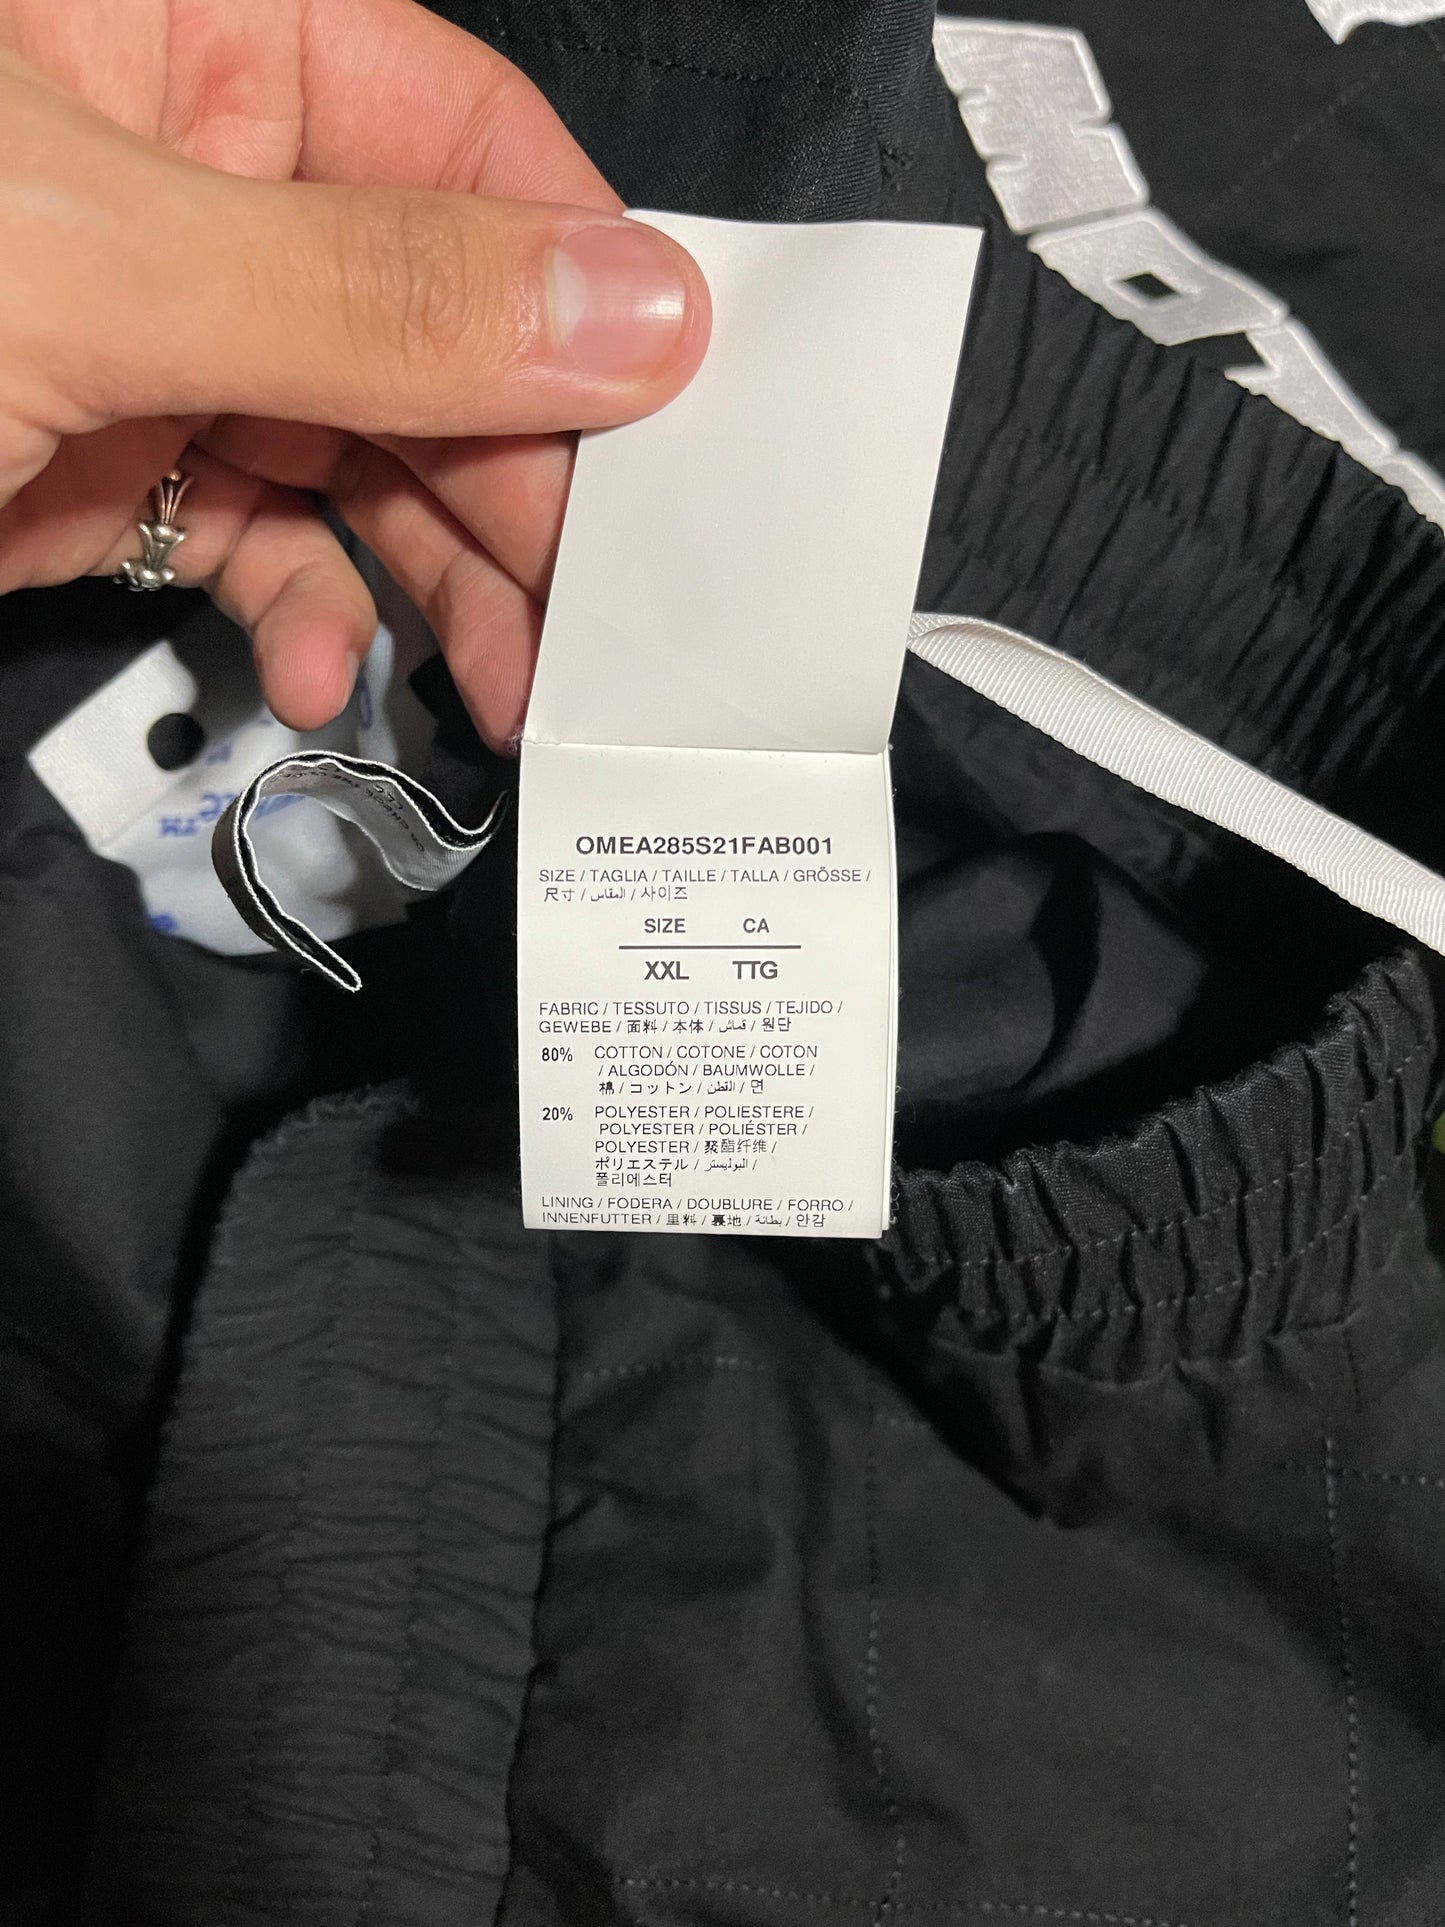 OMEA285S21FAB001
SIZE / TAGLIA / TAILLE / TALLA / GRÖSSE /
尺寸 / المقاس / 사이즈
SIZE CA
XXL TTG
FABRIC / TESSUTO / TISSUS / TEJIDO /
GEWEBE / 面料 / 本体 / قماش / 원단
80% COTTON / COTONE / COTON
/ ALGODÓN / BAUMWOLLE /
棉 / コットン / القطن / 면
20% POLYESTER / POLIESTERE /
POLYESTER / POLIÉSTER /
POLYESTER / 聚酯纤维 /
ポリエステル / البوليستر /
폴리에스터
LINING / FODERA / DOUBLURE / FORRO /
INNENFUTTER / 里料 / 裏地 / بطانة / 안감